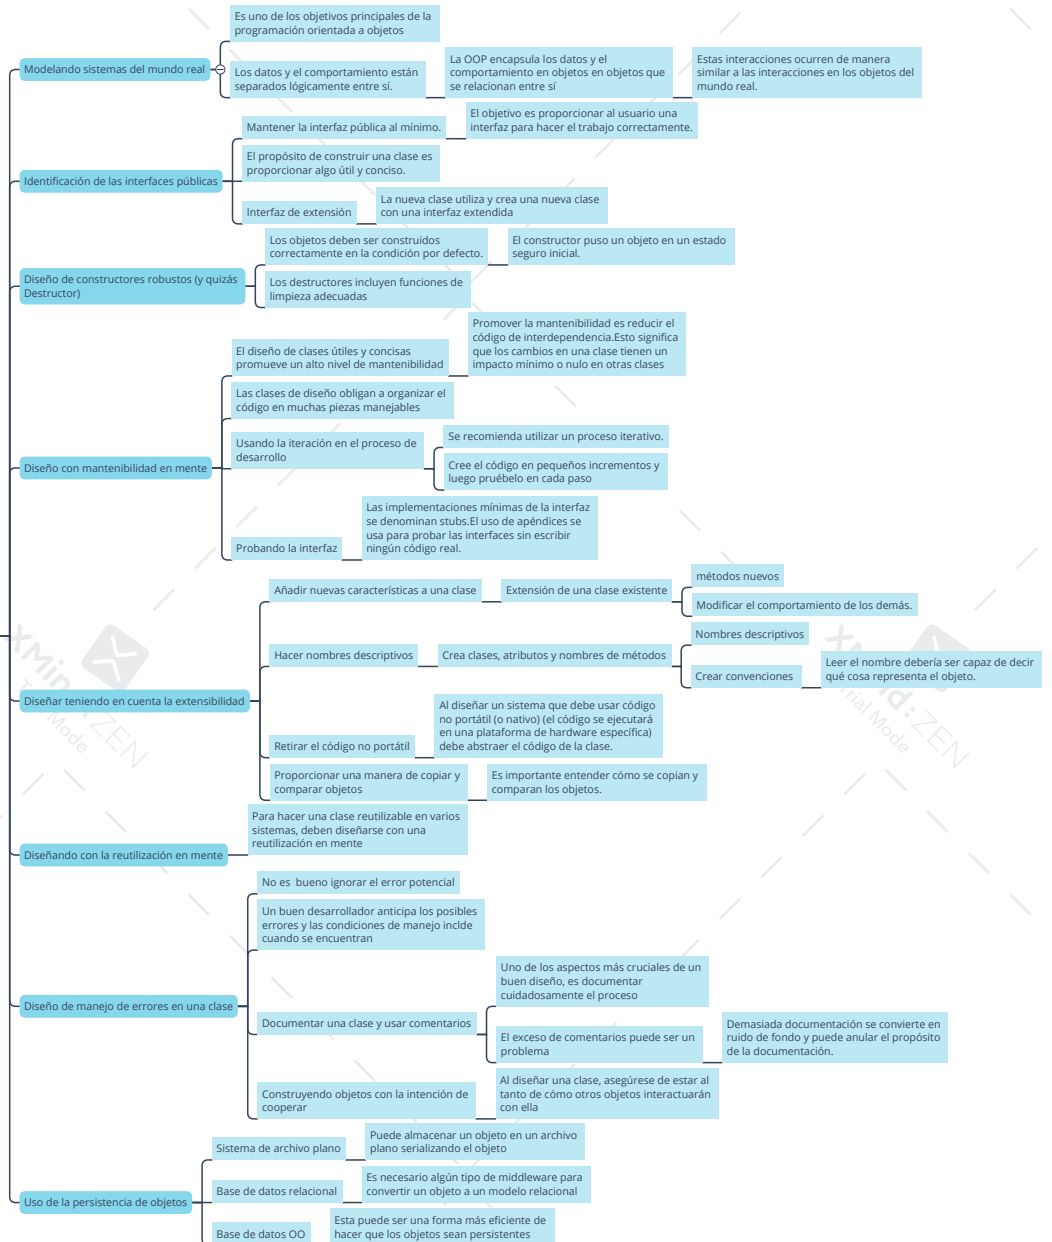 Modelando sistemas del mundo real
Es uno de los objetivos principales de la
programación orientada a objetos
Los datos y el comportamiento están
separados lógicamente entre sí.
La OOP encapsula los datos y el
comportamiento en objetos en objetos que
se relacionan entre sí
Estas interacciones ocurren de manera
similar a las interacciones en los objetos del
mundo real.
Identificación de las interfaces públicas
Mantener la interfaz pública al mínimo.
El objetivo es proporcionar al usuario una
interfaz para hacer el trabajo correctamente.
El propósito de construir una clase es
proporcionar algo útil y conciso.
Interfaz de extensión
La nueva clase utiliza y crea una nueva clase
con una interfaz extendida
Diseño de constructores robustos (y quizás
Destructor)
Los objetos deben ser construidos
correctamente en la condición por defecto.
El constructor puso un objeto en un estado
seguro inicial.
Los destructores incluyen funciones de
limpieza adecuadas
Diseño con mantenibilidad en mente
El diseño de clases útiles y concisas
promueve un alto nivel de mantenibilidad
Promover la mantenibilidad es reducir el
código de interdependencia.Esto significa
que los cambios en una clase tienen un
impacto mínimo o nulo en otras clases
Las clases de diseño obligan a organizar el
código en muchas piezas manejables
Usando la iteración en el proceso de
desarrollo
Se recomienda utilizar un proceso iterativo.
Cree el código en pequeños incrementos y
luego pruébelo en cada paso
Probando la interfaz
Las implementaciones mínimas de la interfaz
se denominan stubs.El uso de apéndices se
usa para probar las interfaces sin escribir
ningún código real.
Diseñar teniendo en cuenta la extensibilidad
Añadir nuevas características a una clase
Extensión de una clase existente
métodos nuevos
Modificar el comportamiento de los demás.
Hacer nombres descriptivos
Crea clases, atributos y nombres de métodos
Nombres descriptivos
Crear convenciones
Leer el nombre debería ser capaz de decir
qué cosa representa el objeto.
Retirar el código no portátil
Al diseñar un sistema que debe usar código
no portátil (o nativo) (el código se ejecutará
en una plataforma de hardware específica)
debe abstraer el código de la clase.
Proporcionar una manera de copiar y
comparar objetos
Es importante entender cómo se copian y
comparan los objetos.
Diseñando con la reutilización en mente
Para hacer una clase reutilizable en varios
sistemas, deben diseñarse con una
reutilización en mente
Diseño de manejo de errores en una clase
No es  bueno ignorar el error potencial
Un buen desarrollador anticipa los posibles
errores y las condiciones de manejo inclde
cuando se encuentran
Documentar una clase y usar comentarios
Uno de los aspectos más cruciales de un
buen diseño, es documentar
cuidadosamente el proceso
El exceso de comentarios puede ser un
problema
Demasiada documentación se convierte en
ruido de fondo y puede anular el propósito
de la documentación.
Construyendo objetos con la intención de
cooperar
Al diseñar una clase, asegúrese de estar al
tanto de cómo otros objetos interactuarán
con ella
Uso de la persistencia de objetos
Sistema de archivo plano
Puede almacenar un objeto en un archivo
plano serializando el objeto
Base de datos relacional
Es necesario algún tipo de middleware para
convertir un objeto a un modelo relacional
Base de datos OO
Esta puede ser una forma más eficiente de
hacer que los objetos sean persistentes